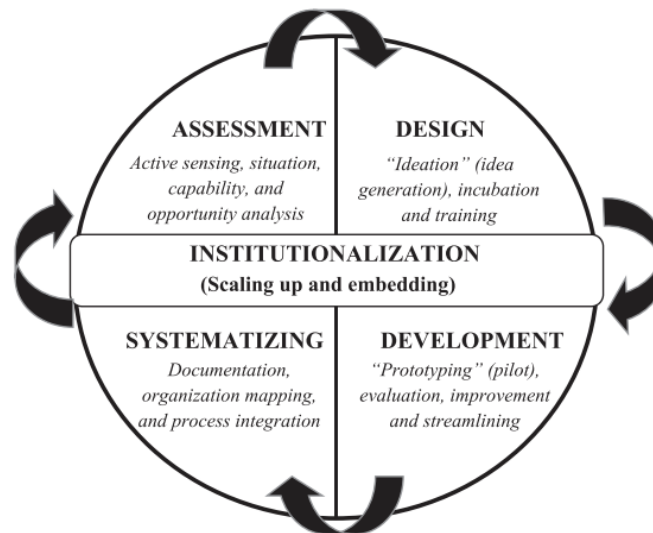 ASSESSMENT
Active sensing, situation,
capability, and
opportunity analysis
DESIGN
“Ideation” (idea
generation), incubation
and training
INSTITUTIONALIZATION
(Scaling up and embedding)
SYSTEMATIZING
Documentation,
organization mapping,
and process integration
DEVELOPMENT
“Prototyping” (pilot),
evaluation, improvement
and streamlining